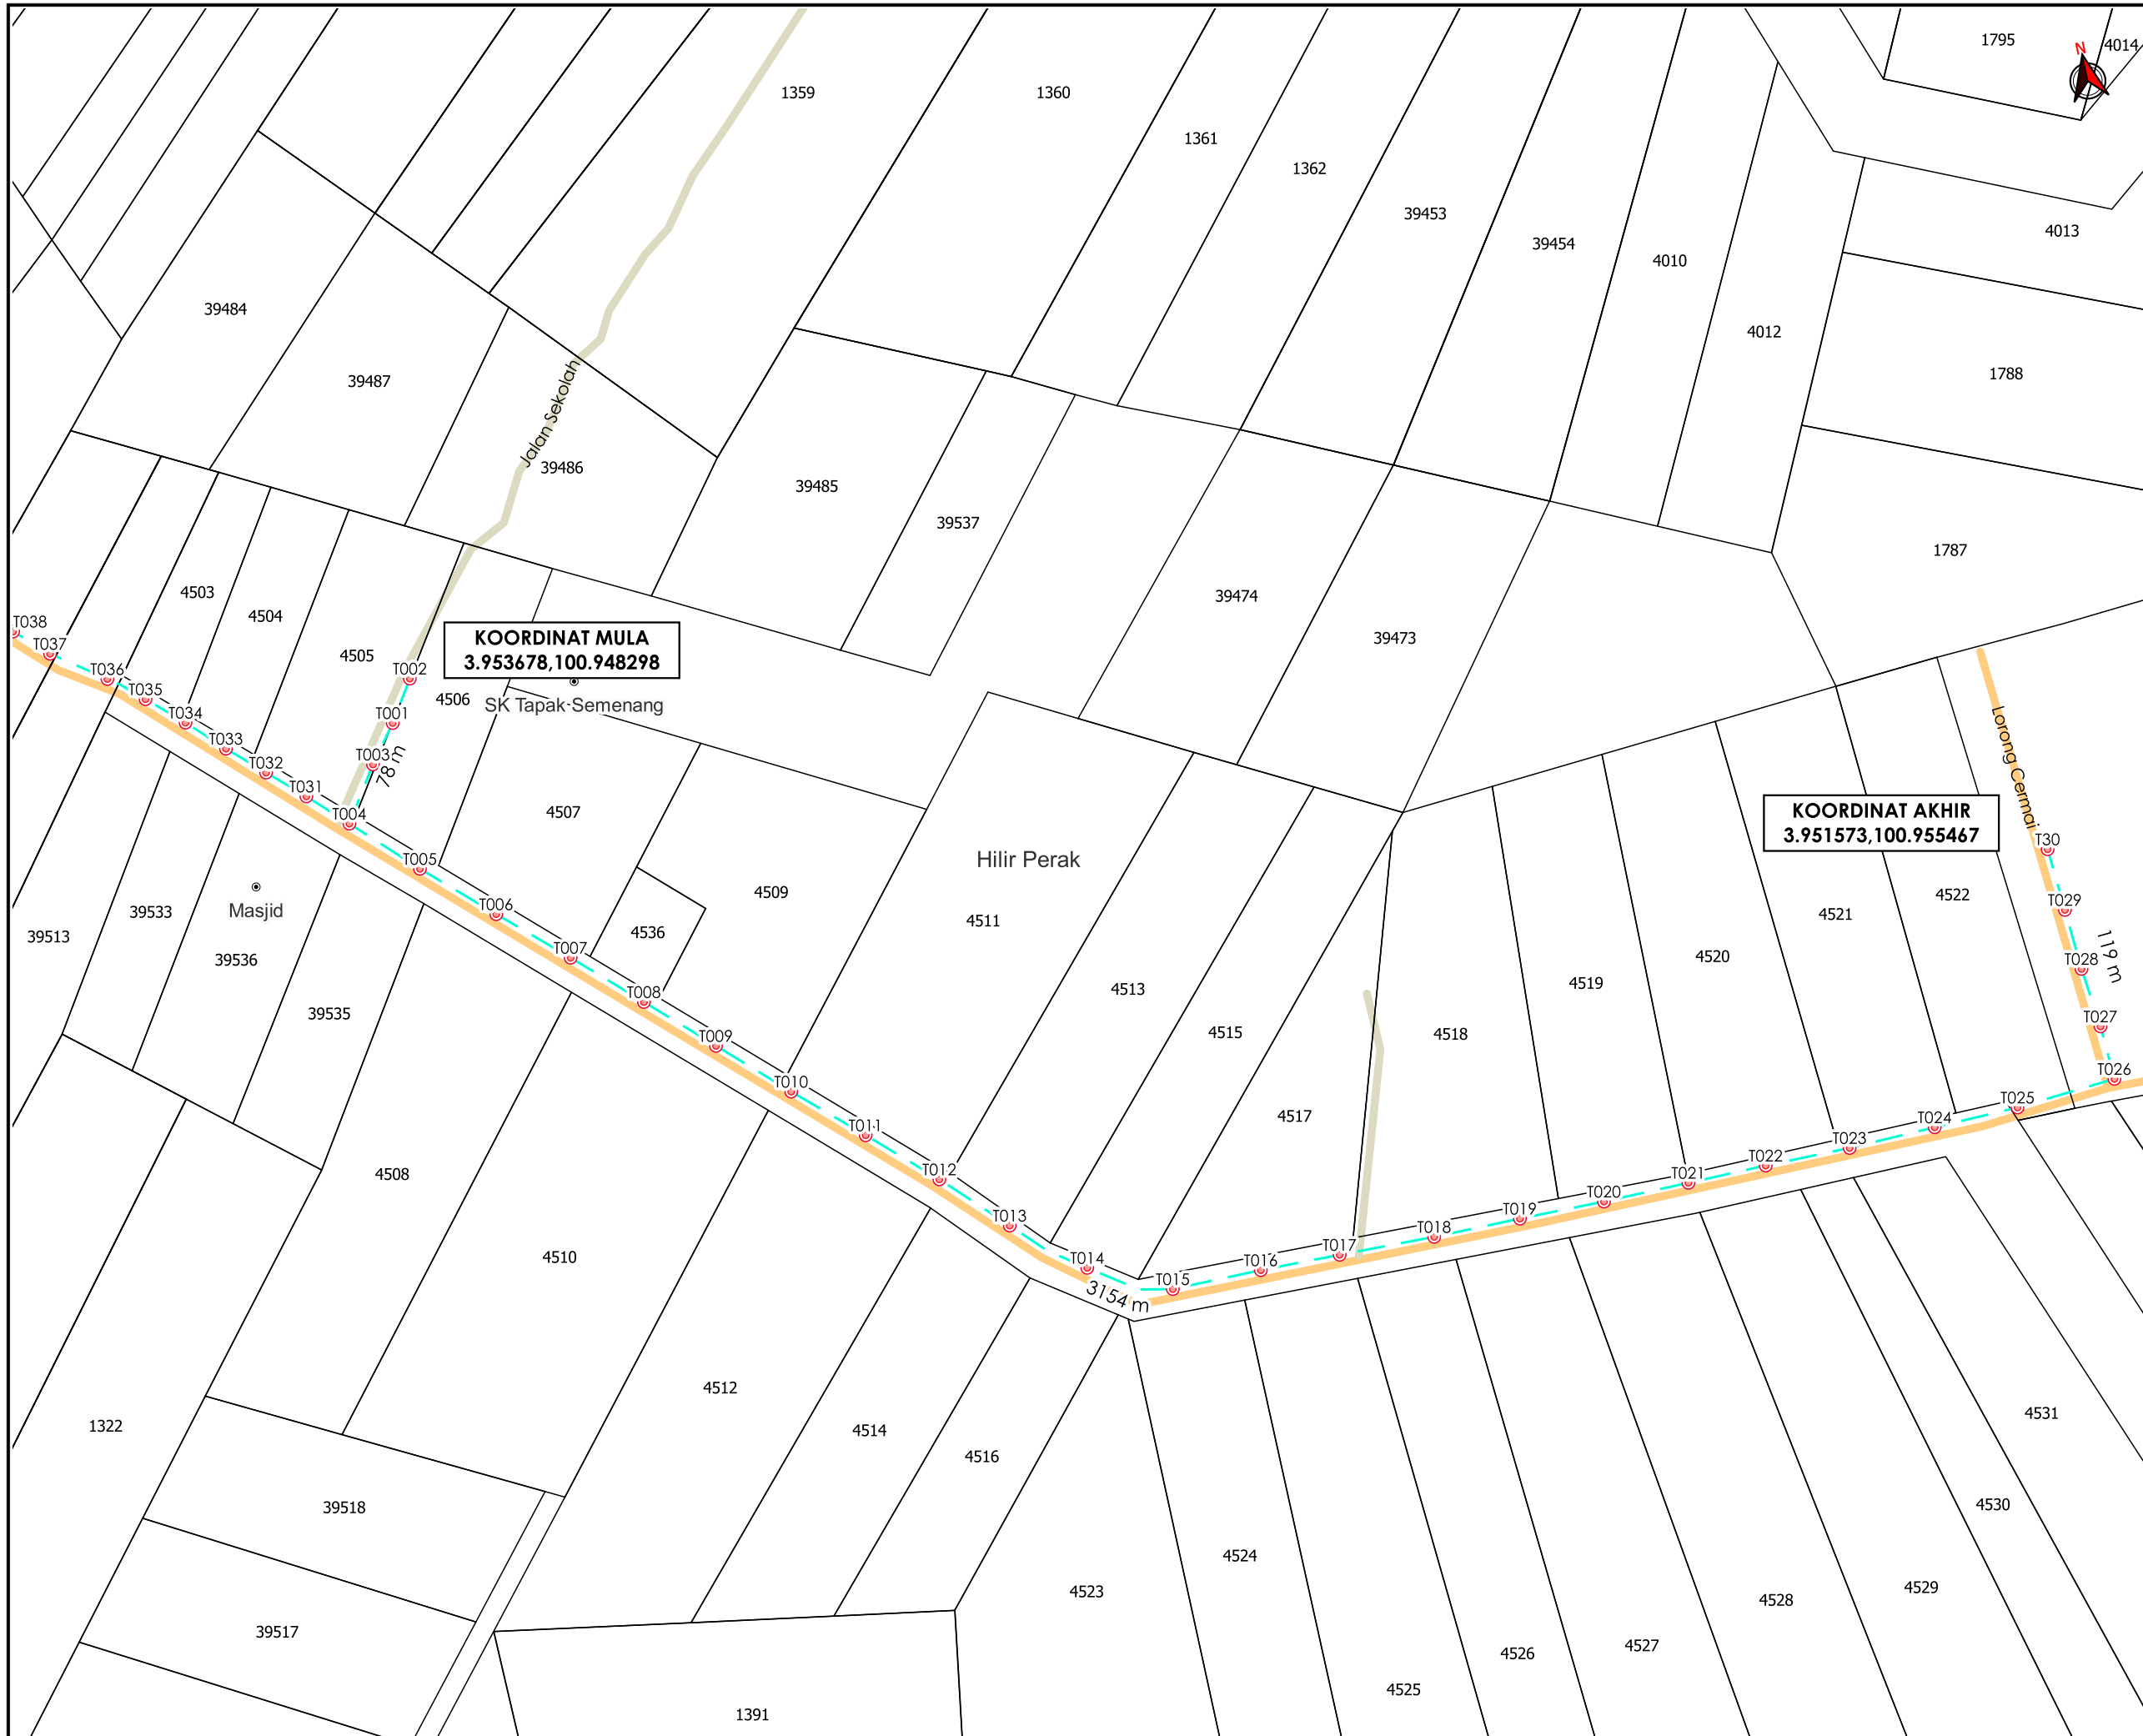 1795
4014
N
1359
1360
1361
1362
39453
39454
4010
4013
4012
1788
39484
39487
Jalan Sekolah
39486
39485
39537
1787
39474
39473
4503
4504
4505
4506
T038
T037
T036
T035
T034
T033
T032
T031
T002
T001
T003
78 m
T004
KOORDINAT MULA
3.953678,100.948298
SK Tapak Semenang
Lorong Cermai
KOORDINAT AKHIR
3.951573,100.955467
T30
T029
119 m
T028
T027
T026
T005
T006
T007
T008
T009
T010
T011
T012
T013
T014
T015
3154 m
T016
T017
T018
T019
T020
T021
T022
T023
T024
T025
4507
4509
4536
Hilir Perak
4511
4513
4515
4517
4518
4519
4520
4521
4522
Masjid
39533
39513
39536
39535
4508
4510
4512
4514
4516
1322
39518
39517
1391
4523
4524
4525
4526
4527
4528
4529
4530
4531